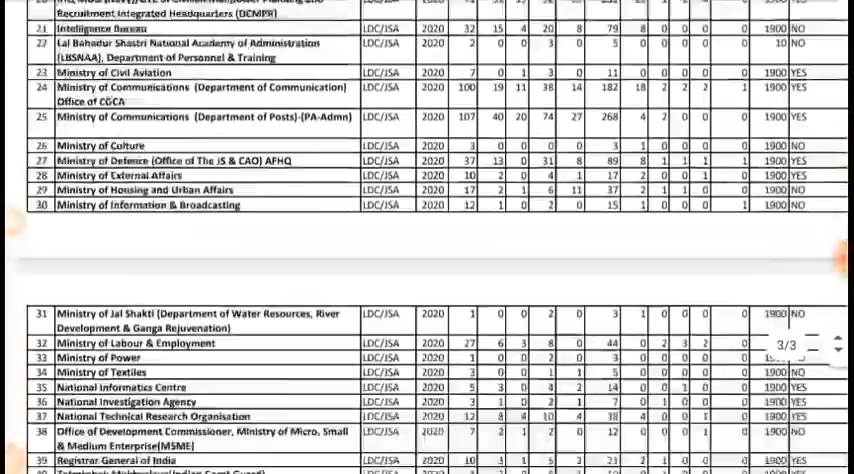 Recruitment Integrated Headquarters (DCMPR)
21 Intelligence Bureau LDC/JSA 2020 32 15 4 20 8 79 8 0 0 0 0 1900 NO
22 Lal Bahadur Shastri National Academy of Administration LDC/JSA 2020 2 0 0 3 0 5 0 0 0 0 0 10 NO
(LBSNAA), Department of Personnel & Training
23 Ministry of Civil Aviation LDC/JSA 2020 7 0 1 3 0 11 0 0 0 0 0 1900 YES
24 Ministry of Communications (Department of Communication) LDC/JSA 2020 100 19 11 38 14 182 18 2 2 2 1 1900 YES
Office of CGCA
25 Ministry of Communications (Department of Posts)-(PA-Admn) LDC/JSA 2020 107 40 20 74 27 268 4 2 0 0 0 1900 YES
26 Ministry of Culture LDC/JSA 2020 3 0 0 0 0 3 1 0 0 0 0 1900 NO
27 Ministry of Defence (Office of The JS & CAO) AFHQ LDC/JSA 2020 37 13 0 31 8 89 8 1 1 1 1 1900 YES
28 Ministry of External Affairs LDC/JSA 2020 10 2 0 4 1 17 2 0 0 1 0 1900 YES
29 Ministry of Housing and Urban Affairs LDC/JSA 2020 17 2 1 6 11 37 2 1 1 0 0 1900 NO
30 Ministry of Information & Broadcasting LDC/JSA 2020 12 1 0 2 0 15 1 0 0 0 1 1900 NO
31 Ministry of Jal Shakti (Department of Water Resources, River LDC/JSA 2020 1 0 0 2 0 3 1 0 0 0 0 1900 NO
Development & Ganga Rejuvenation)
32 Ministry of Labour & Employment LDC/JSA 2020 27 6 3 8 0 44 0 2 3 2 0
3/3
33 Ministry of Power LDC/JSA 2020 1 0 0 2 0 3 0 0 0 0 0
34 Ministry of Textiles LDC/JSA 2020 3 0 0 1 1 5 0 0 0 0 0 1900 NO
35 National Informatics Centre LDC/JSA 2020 5 3 0 4 2 14 0 0 1 0 0 1900 YES
36 National Investigation Agency LDC/JSA 2020 3 1 0 2 1 7 0 1 0 0 0 1900 YES
37 National Technical Research Organisation LDC/JSA 2020 12 8 4 10 4 38 4 0 0 1 0 1900 YES
38 Office of Development Commissioner, Ministry of Micro, Small LDC/JSA 2020 7 2 1 2 0 12 0 0 0 1 0 1900 NO
& Medium Enterprise(MSME)
39 Registrar General of India LDC/JSA 2020 10 3 1 5 2 21 2 1 0 0 0 1900 YES